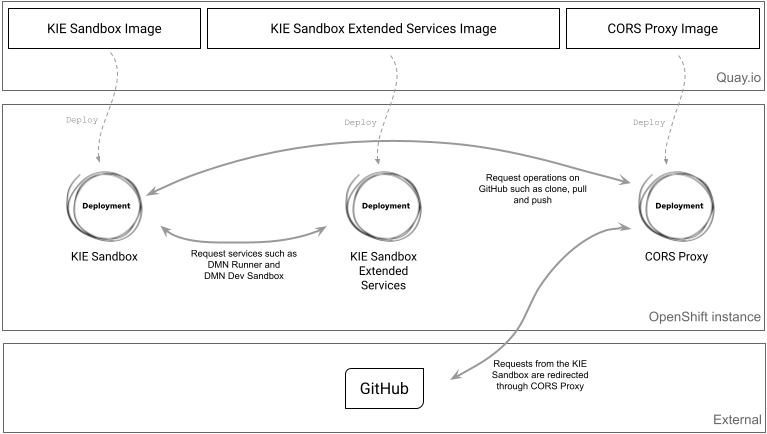 KIE Sandbox Image
KIE Sandbox Extended Services Image
CORS Proxy Image
Quay.io
Deploy
Deploy
Deploy
Request operations on
GitHub such as clone, pull
and push
Deployment
Deployment
Deployment
KIE Sandbox
Request services such as
DMN Runner and
DMN Dev Sandbox
KIE Sandbox
Extended
Services
CORS Proxy
OpenShift instance
Requests from the KIE
Sandbox are redirected
through CORS Proxy
GitHub
External